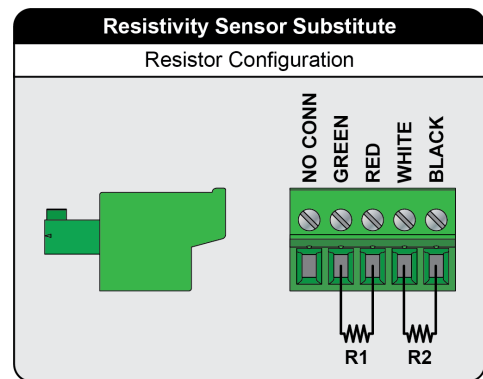 Resistivity Sensor Substitute
Resistor Configuration
NO CONN
GREEN
RED
WHITE
BLACK
R1 R2